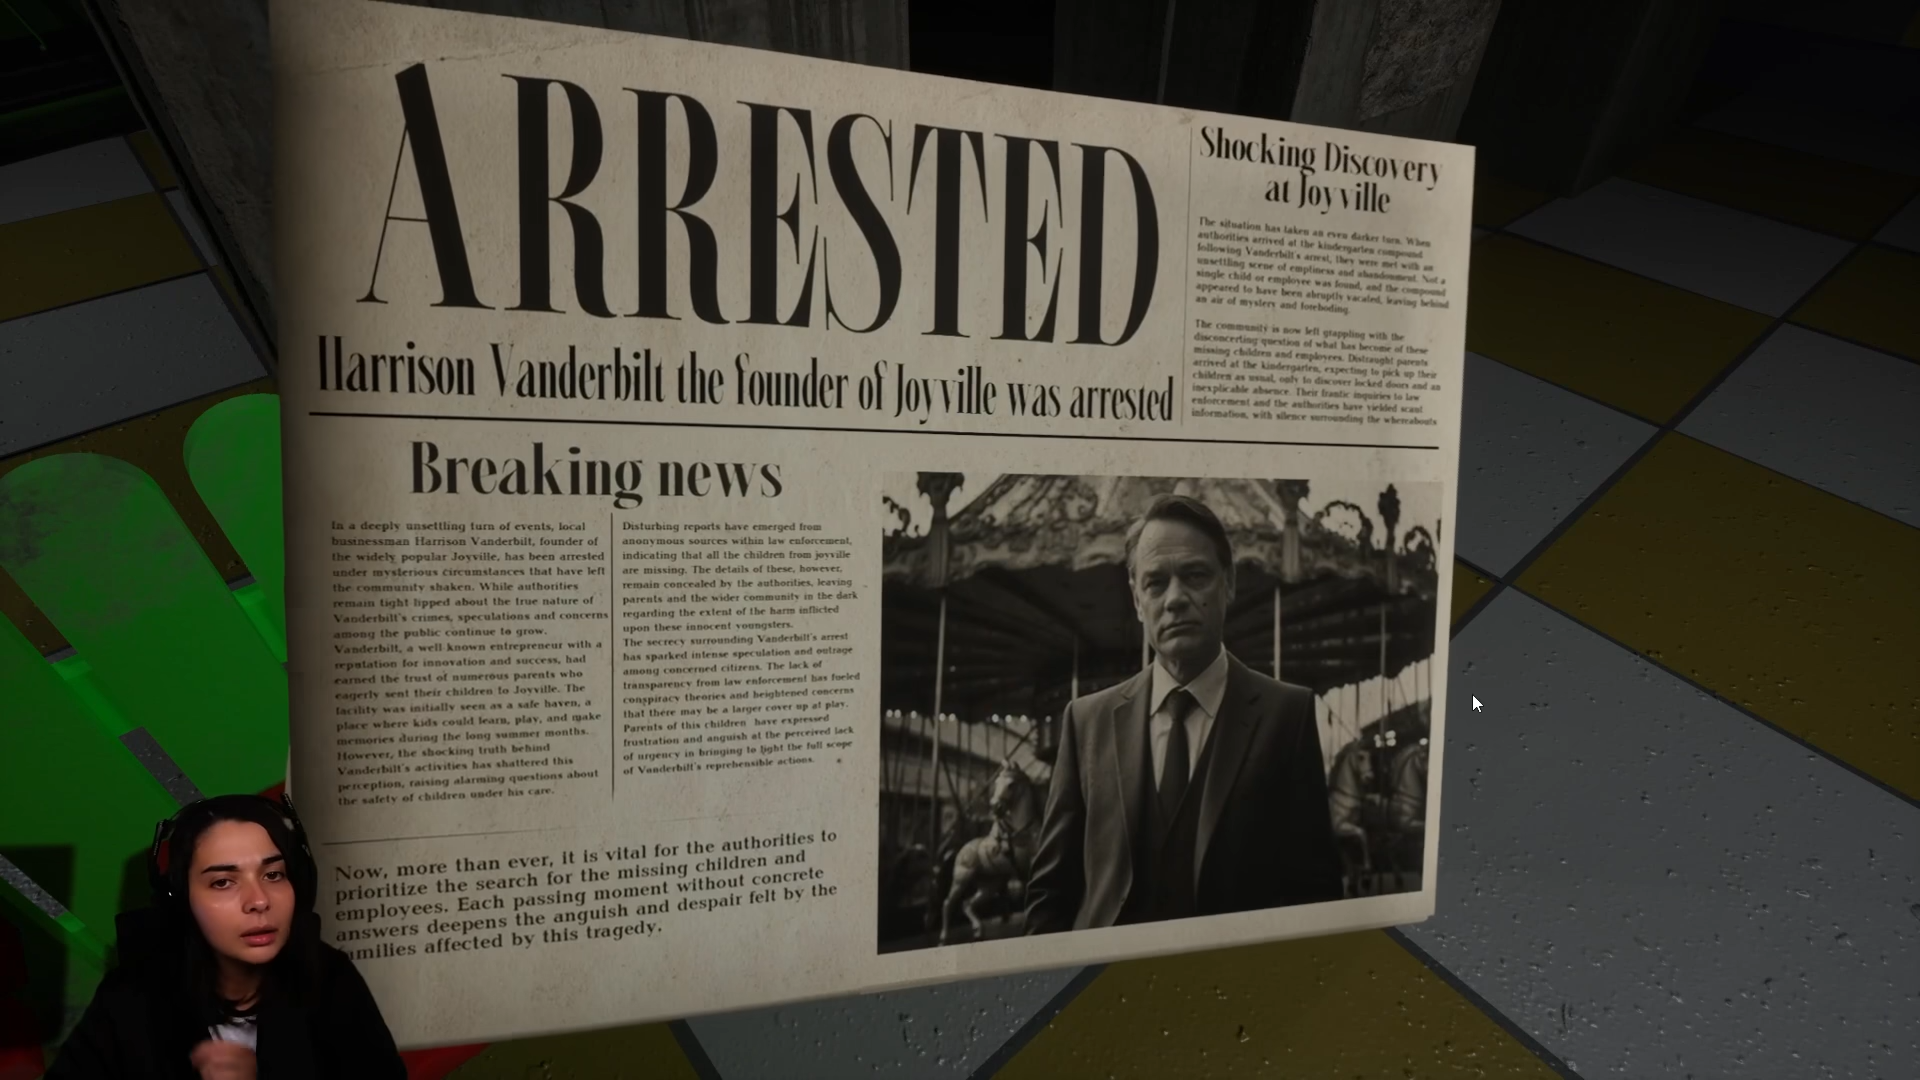 ARRESTED
Harrison Vanderbilt the founder of Joyville was arrested
Shocking Discovery
at Joyville
The situation has taken an even darker turn. When
authorities arrived at the kindergarten compound
following Vanderbilt's arrest, they were met with an
unsettling scene of emptiness and abandonment. Not a
single child or employee was found, and the compound
appeared to have been abruptly vacated, leaving behind
an air of mystery and foreboding.
The community is now left grappling with the
disconcerting question of what has become of these
missing children and employees. Distraught parents
arrived at the kindergarten, expecting to pick up their
children as usual, only to discover locked doors and an
inexplicable absence. Their frantic inquiries to law
enforcement and the authorities have yielded scant
information, with silence surrounding the whereabouts
Breaking news
In a deeply unsettling turn of events, local
businessman Harrison Vanderbilt, founder of
the widely popular Joyville, has been arrested
under mysterious circumstances that have left
the community shaken. While authorities
remain tight lipped about the true nature of
Vanderbilt's crimes, speculations and concerns
among the public continue to grow.
Vanderbilt, a well-known entrepreneur with a
reputation for innovation and success, had
earned the trust of numerous parents who
eagerly sent their children to Joyville. The
facility was initially seen as a safe haven, a
place where kids could learn, play, and make
memories during the long summer months.
However, the shocking truth behind
Vanderbilt's activities has shattered this
perception, raising alarming questions about
the safety of children under his care.
Disturbing reports have emerged from
anonymous sources within law enforcement,
indicating that all the children from joyville
are missing. The details of these, however,
remain concealed by the authorities, leaving
parents and the wider community in the dark
regarding the extent of the harm inflicted
upon these innocent youngsters.
The secrecy surrounding Vanderbilt's arrest
has sparked intense speculation and outrage
among concerned citizens. The lack of
transparency from law enforcement has fueled
conspiracy theories and heightened concerns
that there may be a larger cover up at play.
Parents of this children have expressed
frustration and anguish at the perceived lack
of urgency in bringing to light the full scope
of Vanderbilt's reprehensible actions.
Now, more than ever, it is vital for the authorities to
prioritize the search for the missing children and
employees. Each passing moment without concrete
answers deepens the anguish and despair felt by the
families affected by this tragedy.